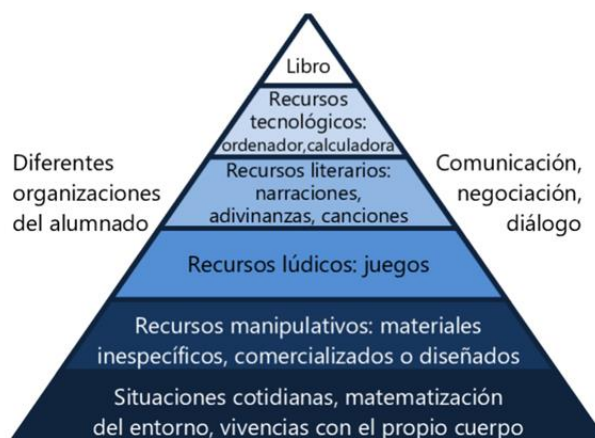 Libro
Recursos
tecnológicos:
ordenador,calculadora
Diferentes
organizaciones
del alumnado
Recursos literarios:
narraciones,
adivinanzas, canciones
Comunicación,
negociación,
diálogo
Recursos lúdicos: juegos
Recursos manipulativos: materiales
inespecíficos, comercializados o diseñados
Situaciones cotidianas, matematización
del entorno, vivencias con el propio cuerpo